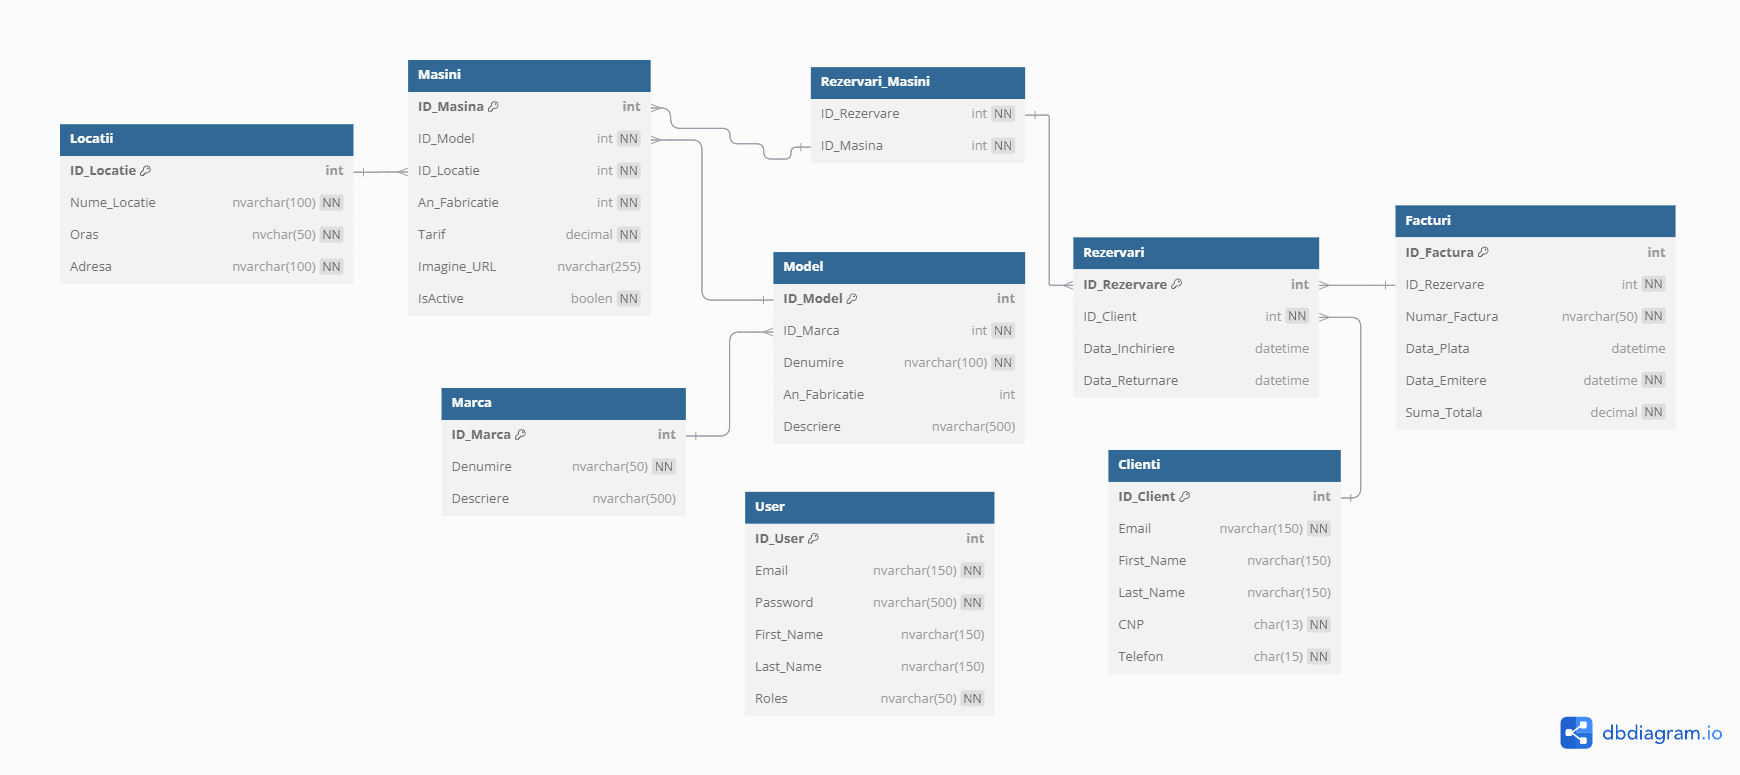 Locatii
ID_Locatie int
Nume_Locatie nvarchar(100) NN
Oras nvchar(50) NN
Adresa nvarchar(100) NN
Masini
ID_Masina int
ID_Model int NN
ID_Locatie int NN
An_Fabricatie int NN
Tarif decimal NN
Imagine_URL nvarchar(255)
IsActive boolen NN
Rezervari_Masini
ID_Rezervare int NN
ID_Masina int NN
Model
ID_Model int
ID_Marca int NN
Denumire nvarchar(100) NN
An_Fabricatie int
Descriere nvarchar(500)
Marca
ID_Marca int
Denumire nvarchar(50) NN
Descriere nvarchar(500)
User
ID_User int
Email nvarchar(150) NN
Password nvarchar(500) NN
First_Name nvarchar(150)
Last_Name nvarchar(150)
Roles nvarchar(50) NN
Rezervari
ID_Rezervare int
ID_Client int NN
Data_Inchiriere datetime
Data_Returnare datetime
Facturi
ID_Factura int
ID_Rezervare int NN
Numar_Factura nvarchar(50) NN
Data_Plata datetime
Data_Emitere datetime NN
Suma_Totala decimal NN
Clienti
ID_Client int
Email nvarchar(150) NN
First_Name nvarchar(150)
Last_Name nvarchar(150)
CNP char(13) NN
Telefon char(15) NN
dbdiagram.io